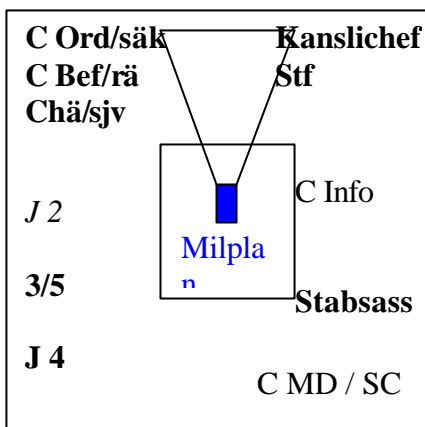 C Ord/säk
C Bef/rä
Chä/sjv
Kanslichef
Stf
J 2
C Info
Milpla
n
3/5
Stabsass
J 4
C MD / SC